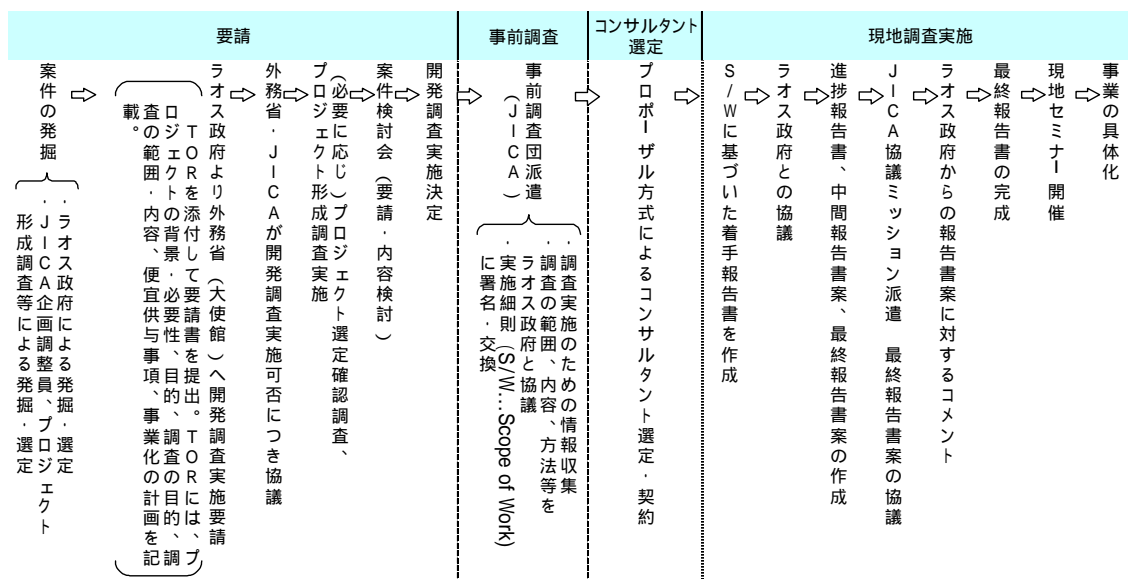 要請
事前調査
コンサルタント
選定
現地調査実施
案件の発掘
・ラオス政府による発掘・選定
・JICA企画調整員、プロジェクト
形成調査等による発掘・選定
ラオス政府より外務省(大使館)へ開発調査実施要請
TORを添付して要請書を提出。TORには、プ
ロジェクトの背景・必要性、目的、調査の目的、調
査の範囲・内容、便宜供与事項、事業化の計画を記
載。
外務省・JICAが開発調査実施可否につき協議
(必要に応じ)プロジェクト選定確認調査、
プロジェクト形成調査実施
案件検討会(要請・内容検討)
開発調査実施決定
事前調査団派遣
(JICA)
・調査実施のための情報収集
・調査の範囲、内容、方法等を
ラオス政府と協議
・実施細則(S/W…Scope of Work)
に署名・交換
プロポーザル方式によるコンサルタント選定・契約
S/Wに基づいた着手報告書を作成
ラオス政府との協議
進捗報告書、中間報告書案、最終報告書案の作成
JICA協議ミッション派遣 最終報告書案の協議
ラオス政府からの報告書案に対するコメント
最終報告書の完成
現地セミナー開催
事業の具体化